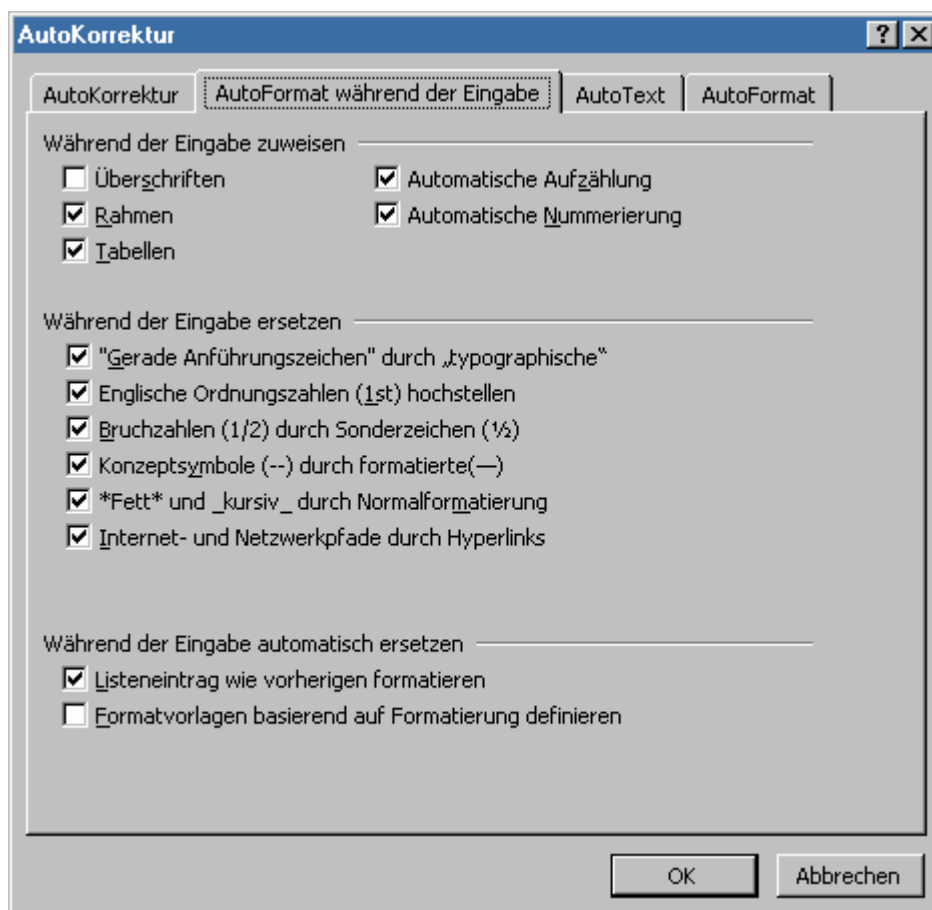 AutoKorrektur
AutoKorrektur AutoFormat während der Eingabe AutoText AutoFormat
Während der Eingabe zuweisen
Überschriften Automatische Aufzählung
Rahmen Automatische Nummerierung
Tabellen
Während der Eingabe ersetzen
"Gerade Anführungszeichen" durch „typographische“
Englische Ordnungszahlen (1st) hochstellen
Bruchzahlen (1/2) durch Sonderzeichen (½)
Konzeptsymbole (--) durch formatierte(—)
*Fett* und _kursiv_ durch Normalformatierung
Internet- und Netzwerkpfade durch Hyperlinks
Während der Eingabe automatisch ersetzen
Listeneintrag wie vorherigen formatieren
Formatvorlagen basierend auf Formatierung definieren
OK Abbrechen